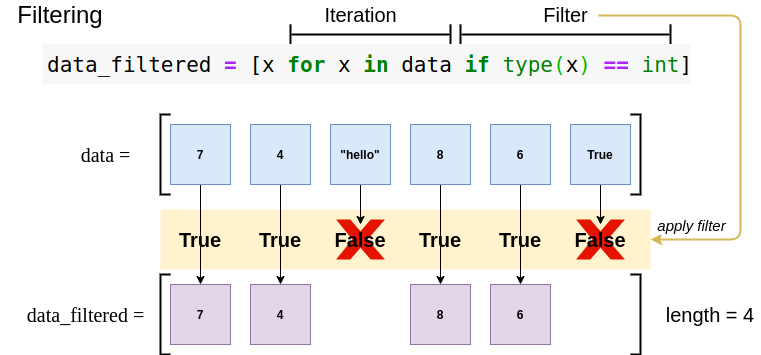 Filtering
Iteration Filter
data_filtered = [x for x in data if type(x) == int]
data = 7 4 "hello" 8 6 True
True True False True True False apply filter
data_filtered = 7 4 8 6 length = 4